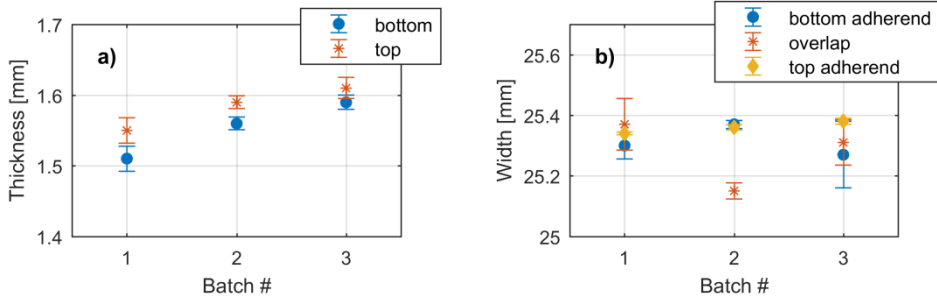 a)
bottom
top
Thickness [mm]
1.7
1.6
1.5
1.4
1 2 3
Batch #
b)
bottom adherend
overlap
top adherend
Width [mm]
25.6
25.4
25.2
25
1 2 3
Batch #